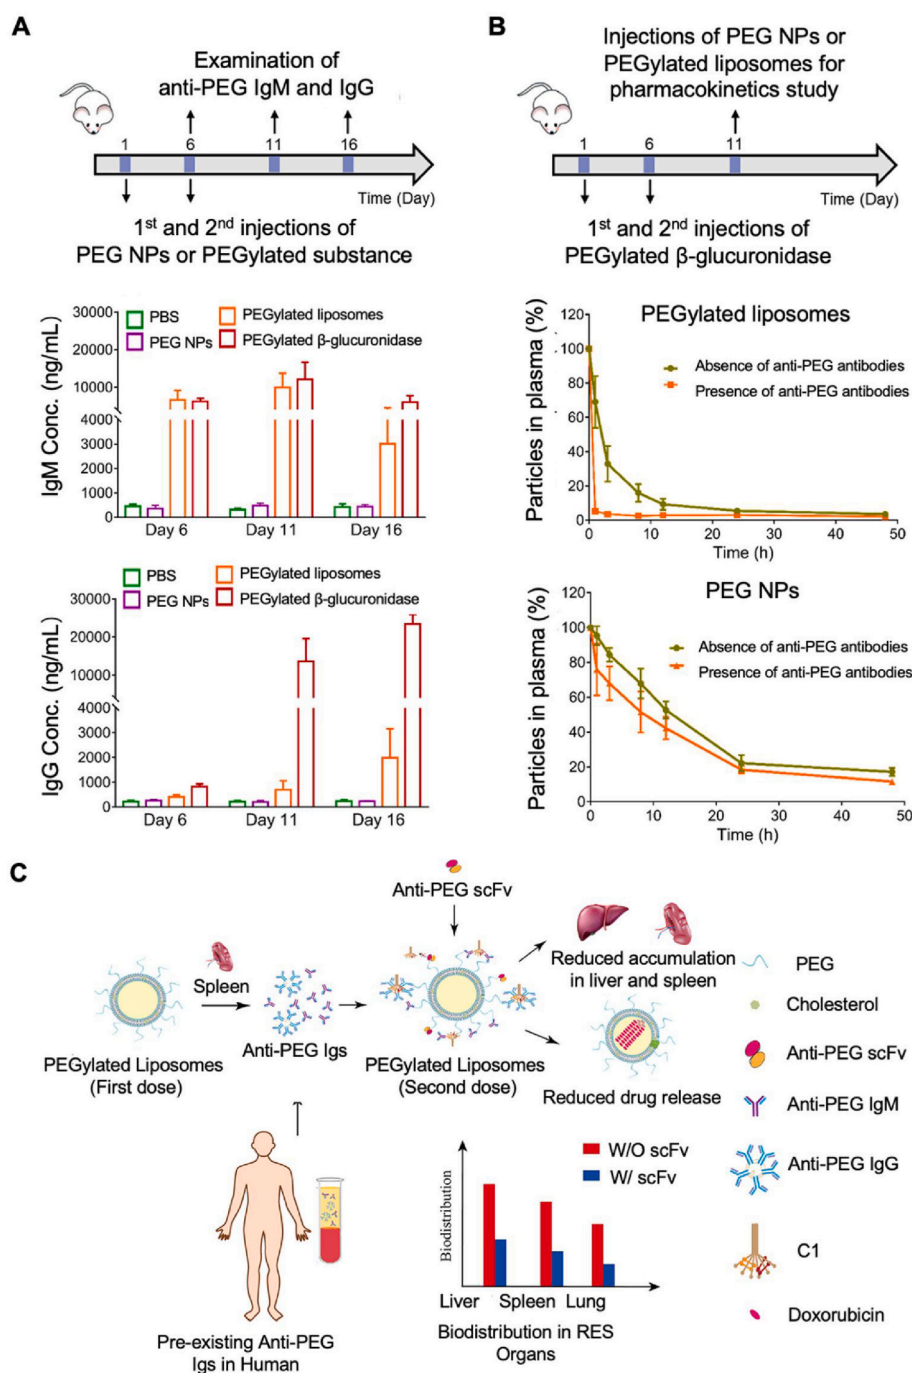 A
Examination of
anti-PEG IgM and IgG
1 6 11 16
Time (Day)
1st and 2nd injections of
PEG NPs or PEGylated substance
IgM Conc. (ng/mL)
30000
20000
10000
4000
3000
2000
1000
0
PBS
PEG NPs
PEGylated liposomes
PEGylated β-glucuronidase
Day 6 Day 11 Day 16
IgG Conc. (ng/mL)
30000
20000
10000
4000
3000
2000
1000
0
PBS
PEG NPs
PEGylated liposomes
PEGylated β-glucuronidase
Day 6 Day 11 Day 16
B
Injections of PEG NPs or
PEGylated liposomes for
pharmacokinetics study
1 6 11
Time (Day)
1st and 2nd injections of
PEGylated β-glucuronidase
PEGylated liposomes
Particles in plasma (%)
120
100
80
60
40
20
0
Absence of anti-PEG antibodies
Presence of anti-PEG antibodies
0 10 20 30 40 50
Time (h)
PEG NPs
Particles in plasma (%)
120
100
80
60
40
20
0
Absence of anti-PEG antibodies
Presence of anti-PEG antibodies
0 10 20 30 40 50
Time (h)
C
Anti-PEG scFv
Spleen
PEGylated Liposomes
(First dose)
Anti-PEG Igs
PEGylated Liposomes
(Second dose)
Reduced accumulation
in liver and spleen
Reduced drug release
Pre-existing Anti-PEG
Igs in Human
W/O scFv
W/ scFv
Biodistribution
Liver Spleen Lung
Biodistribution in RES
Organs
PEG
Cholesterol
Anti-PEG scFv
Anti-PEG IgM
Anti-PEG IgG
C1
Doxorubicin